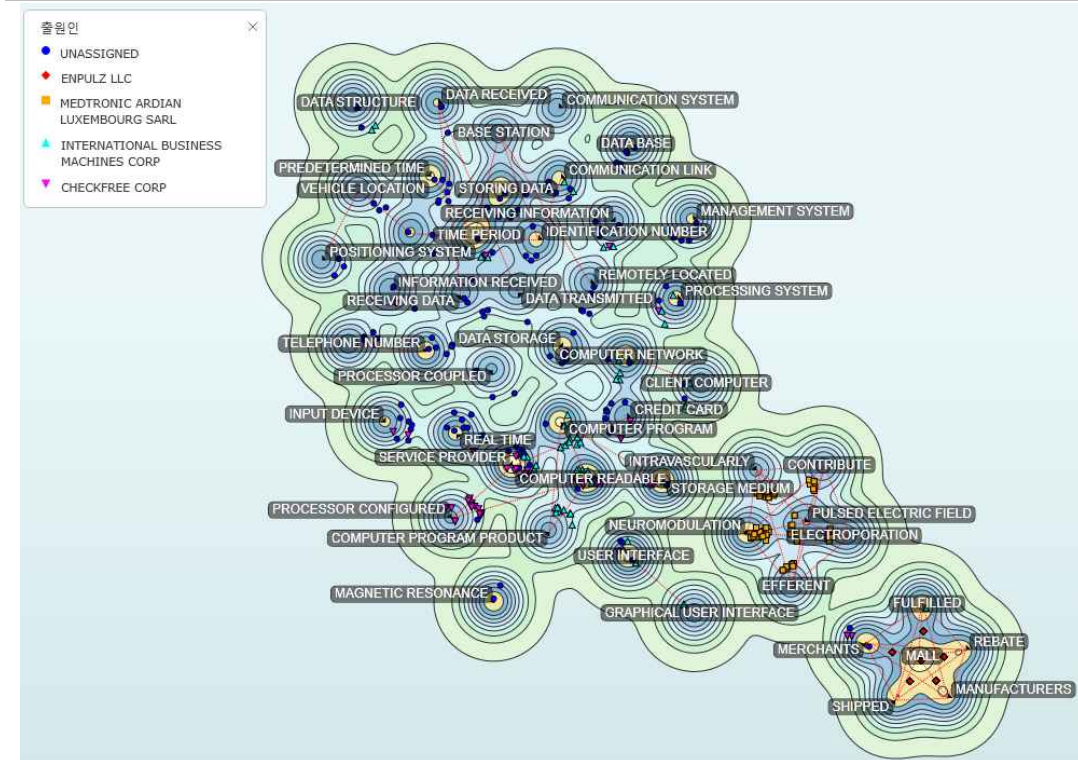 출원인
UNASSIGNED
ENPULZ LLC
MEDTRONIC ARDIAN
LUXEMBOURG SARL
INTERNATIONAL BUSINESS
MACHINES CORP
CHECKFREE CORP
DATA STRUCTURE
DATA RECEIVED
COMMUNICATION SYSTEM
BASE STATION
DATA BASE
PREDETERMINED TIME
COMMUNICATION LINK
VEHICLE LOCATION
STORING DATA
RECEIVING INFORMATION
MANAGEMENT SYSTEM
TIME PERIOD
IDENTIFICATION NUMBER
POSITIONING SYSTEM
INFORMATION RECEIVED
REMOTELY LOCATED
RECEIVING DATA
DATA TRANSMITTED
PROCESSING SYSTEM
TELEPHONE NUMBER
DATA STORAGE
COMPUTER NETWORK
PROCESSOR COUPLED
CLIENT COMPUTER
INPUT DEVICE
CREDIT CARD
REAL TIME
COMPUTER PROGRAM
SERVICE PROVIDER
INTRAVASCULARLY
CONTRIBUTE
COMPUTER READABLE
STORAGE MEDIUM
PROCESSOR CONFIGURED
PULSED ELECTRIC FIELD
NEUROMODULATION
ELECTROPORATION
COMPUTER PROGRAM PRODUCT
USER INTERFACE
EFFERENT
MAGNETIC RESONANCE
GRAPHICAL USER INTERFACE
FULFILLED
MERCHANTS
MALL
REBATE
MANUFACTURERS
SHIPPED